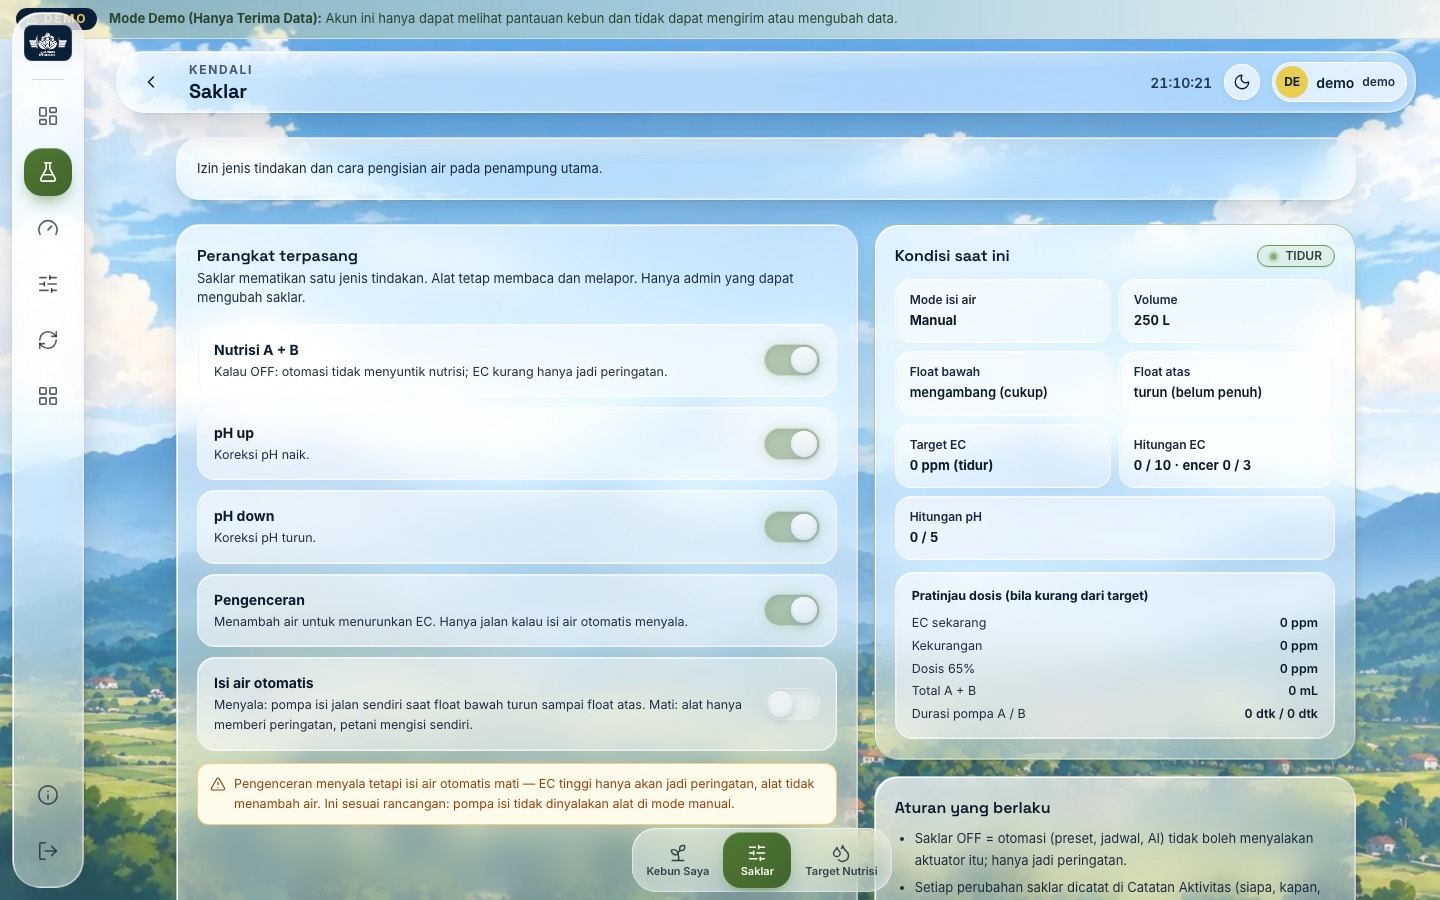 DEMO
Mode Demo (Hanya Terima Data): Akun ini hanya dapat melihat pantauan kebun dan tidak dapat mengirim atau mengubah data.
KENDALI
Saklar
21:10:21
DE
demo
demo
Izin jenis tindakan dan cara pengisian air pada penampung utama.
Perangkat terpasang
Saklar mematikan satu jenis tindakan. Alat tetap membaca dan melapor. Hanya admin yang dapat
mengubah saklar.
Nutrisi A + B
Kalau OFF: otomasi tidak menyuntik nutrisi; EC kurang hanya jadi peringatan.
pH up
Koreksi pH naik.
pH down
Koreksi pH turun.
Pengenceran
Menambah air untuk menurunkan EC. Hanya jalan kalau isi air otomatis menyala.
Isi air otomatis
Menyala: pompa isi jalan sendiri saat float bawah turun sampai float atas. Mati: alat hanya
memberi peringatan, petani mengisi sendiri.
Pengenceran menyala tetapi isi air otomatis mati — EC tinggi hanya akan jadi peringatan, alat tidak
menambah air. Ini sesuai rancangan: pompa isi tidak dinyalakan alat di mode manual.
Kondisi saat ini
TIDUR
Mode isi air
Manual
Volume
250 L
Float bawah
mengambang (cukup)
Float atas
turun (belum penuh)
Target EC
0 ppm (tidur)
Hitungan EC
0 / 10 · encer 0 / 3
Hitungan pH
0 / 5
Pratinjau dosis (bila kurang dari target)
EC sekarang 0 ppm
Kekurangan 0 ppm
Dosis 65% 0 ppm
Total A + B 0 mL
Durasi pompa A / B 0 dtk / 0 dtk
Aturan yang berlaku
• Saklar OFF = otomasi (preset, jadwal, AI) tidak boleh menyalakan
aktuator itu; hanya jadi peringatan.
• Setiap perubahan saklar dicatat di Catatan Aktivitas (siapa, kapan,
Kebun Saya
Saklar
Target Nutrisi